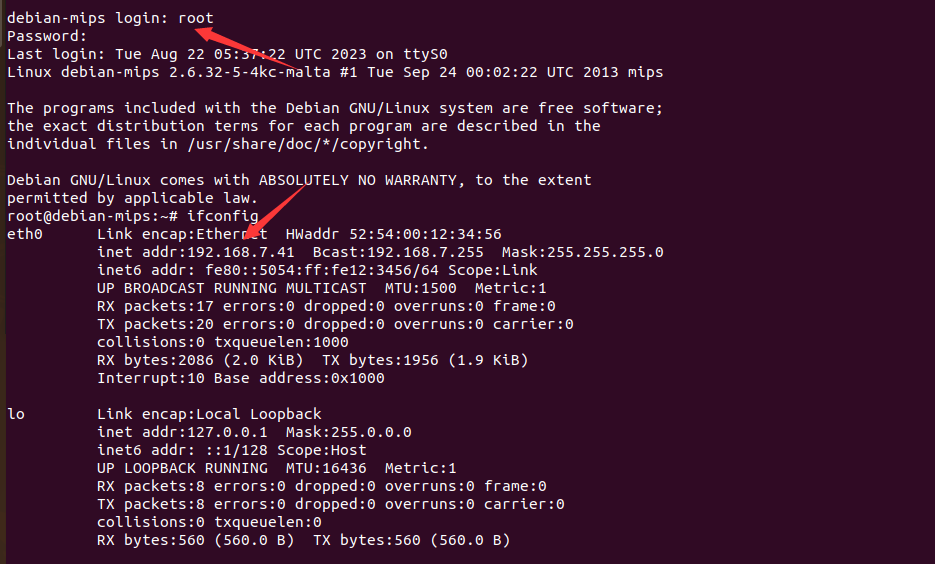 debian-mips login: root
Password:
Last login: Tue Aug 22 05:37:22 UTC 2023 on ttyS0
Linux debian-mips 2.6.32-5-4kc-malta #1 Tue Sep 24 00:02:22 UTC 2013 mips
The programs included with the Debian GNU/Linux system are free software;
the exact distribution terms for each program are described in the
individual files in /usr/share/doc/*/copyright.
Debian GNU/Linux comes with ABSOLUTELY NO WARRANTY, to the extent
permitted by applicable law.
root@debian-mips:~# ifconfig
eth0      Link encap:Ethernet  HWaddr 52:54:00:12:34:56
          inet addr:192.168.7.41  Bcast:192.168.7.255  Mask:255.255.255.0
          inet6 addr: fe80::5054:ff:fe12:3456/64 Scope:Link
          UP BROADCAST RUNNING MULTICAST  MTU:1500  Metric:1
          RX packets:17 errors:0 dropped:0 overruns:0 frame:0
          TX packets:20 errors:0 dropped:0 overruns:0 carrier:0
          collisions:0 txqueuelen:1000
          RX bytes:2086 (2.0 KiB)  TX bytes:1956 (1.9 KiB)
          Interrupt:10 Base address:0x1000
lo        Link encap:Local Loopback
          inet addr:127.0.0.1  Mask:255.0.0.0
          inet6 addr: ::1/128 Scope:Host
          UP LOOPBACK RUNNING  MTU:16436  Metric:1
          RX packets:8 errors:0 dropped:0 overruns:0 frame:0
          TX packets:8 errors:0 dropped:0 overruns:0 carrier:0
          collisions:0 txqueuelen:0
          RX bytes:560 (560.0 B)  TX bytes:560 (560.0 B)